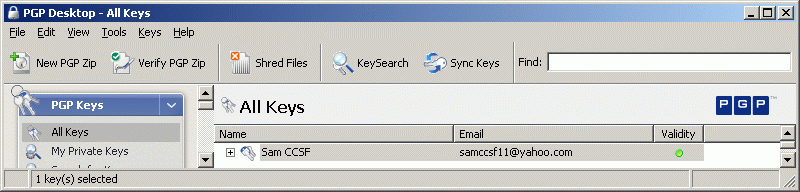 PGP Desktop - All Keys
File Edit View Tools Keys Help
New PGP Zip Verify PGP Zip Shred Files KeySearch Sync Keys Find:
PGP Keys
All Keys
My Private Keys
All Keys
PGP™
Name Email Validity
Sam CCSF samccsf11@yahoo.com
1 key(s) selected